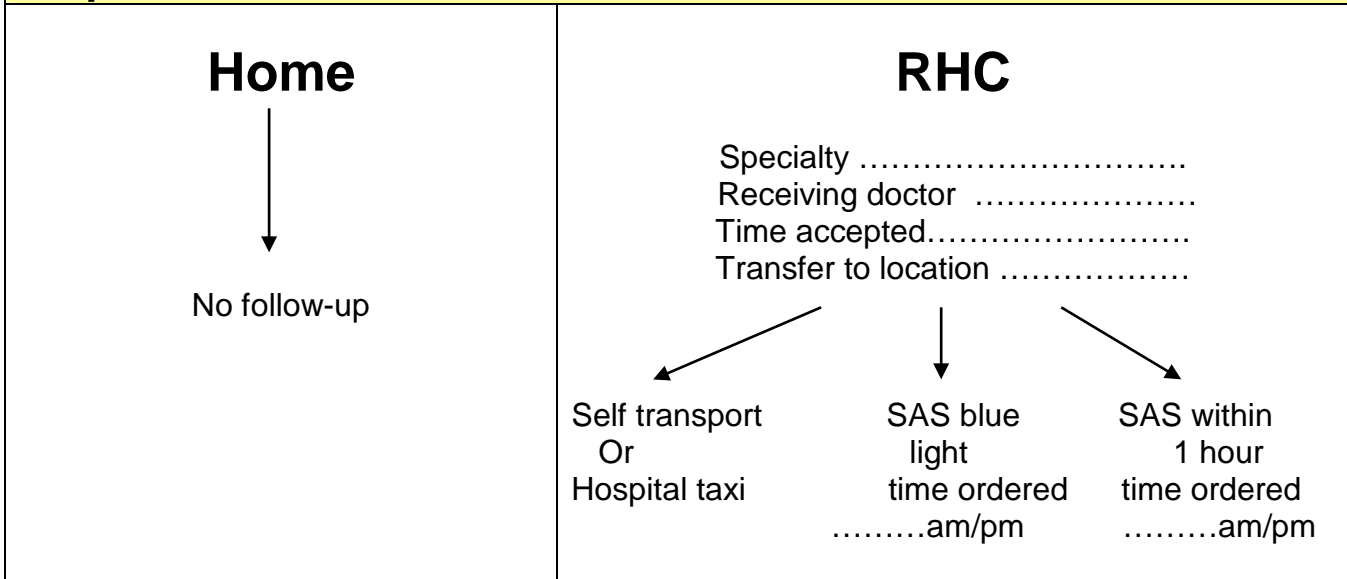 Home
No follow-up
RHC
Specialty ………………………….
Receiving doctor …………………
Time accepted…………………….
Transfer to location ………………
Self transport
Or
Hospital taxi
SAS blue
light
time ordered
………am/pm
SAS within
1 hour
time ordered
………am/pm